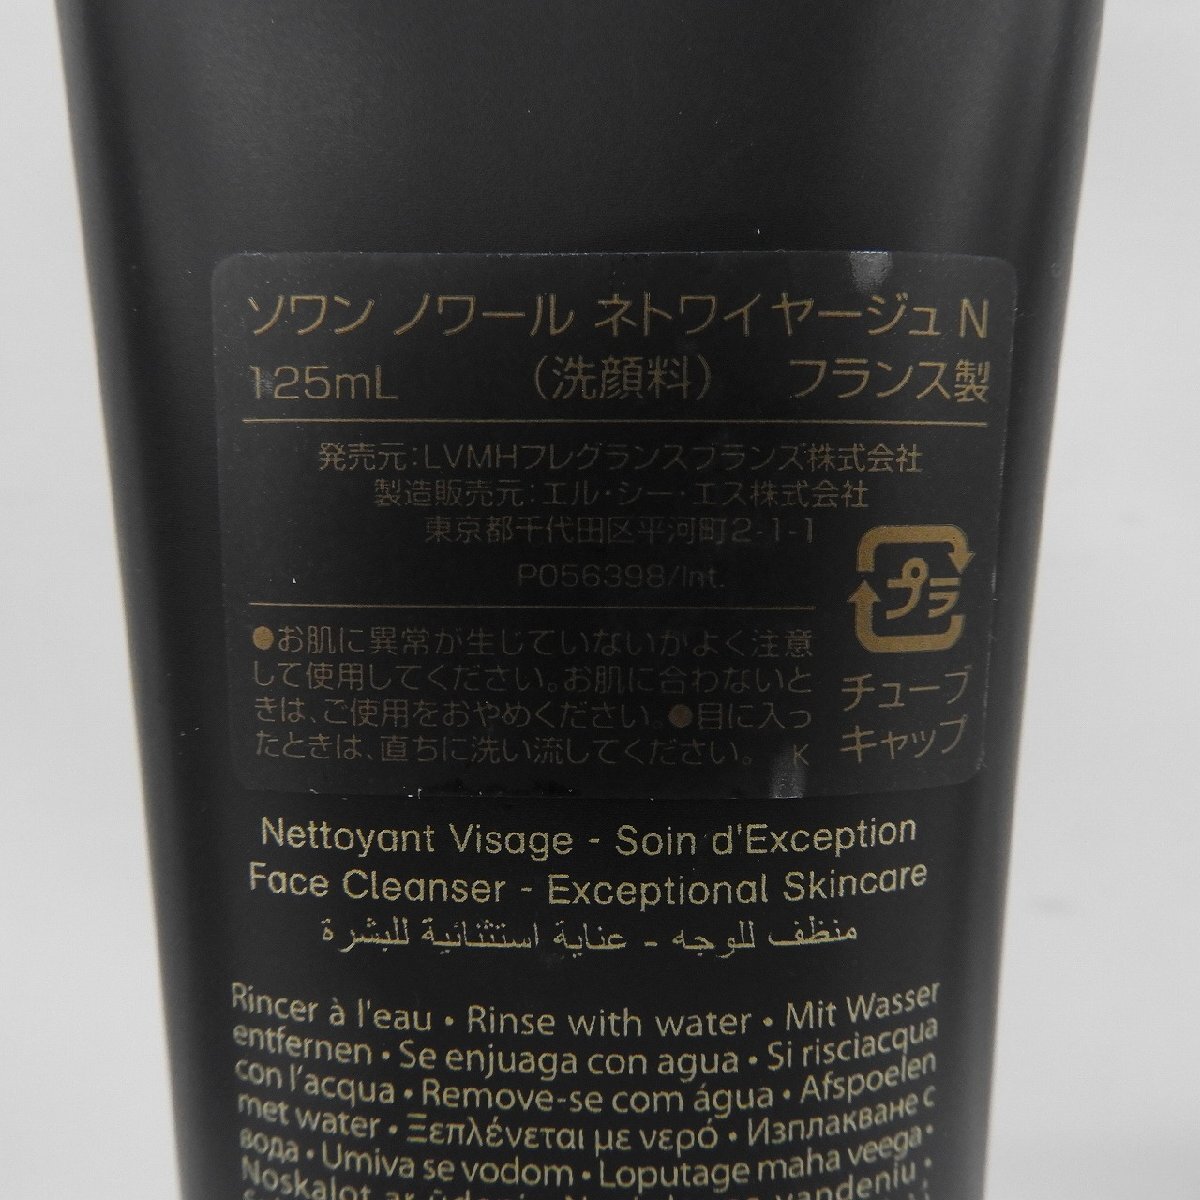 ソワン ノワール ネトワイヤージュ N
125mL （洗顔料） フランス製
発売元：LVMHフレグランスブランズ株式会社
製造販売元：エル・シー・エス株式会社
東京都千代田区平河町2-1-1
P056398/Int.
プラ
●お肌に異常が生じていないかよく注意
して使用してください。お肌に合わないと
きは、ご使用をおやめください。●目に入っ
たときは、直ちに洗い流してください。 K
チューブ
キャップ
Nettoyant Visage - Soin d'Exception
Face Cleanser - Exceptional Skincare
منظف للوجه - عناية استثنائية للبشرة
Rincer à l'eau • Rinse with water • Mit Wasser
entfernen • Se enjuaga con agua • Si risciacqua
con l'acqua • Remove-se com água • Afspoelen
met water • Ξεπλένεται με νερό • Изплакване с
вода • Umiva se vodom • Loputage maha veega •
Noskalot ar ūdeni vandeniu •